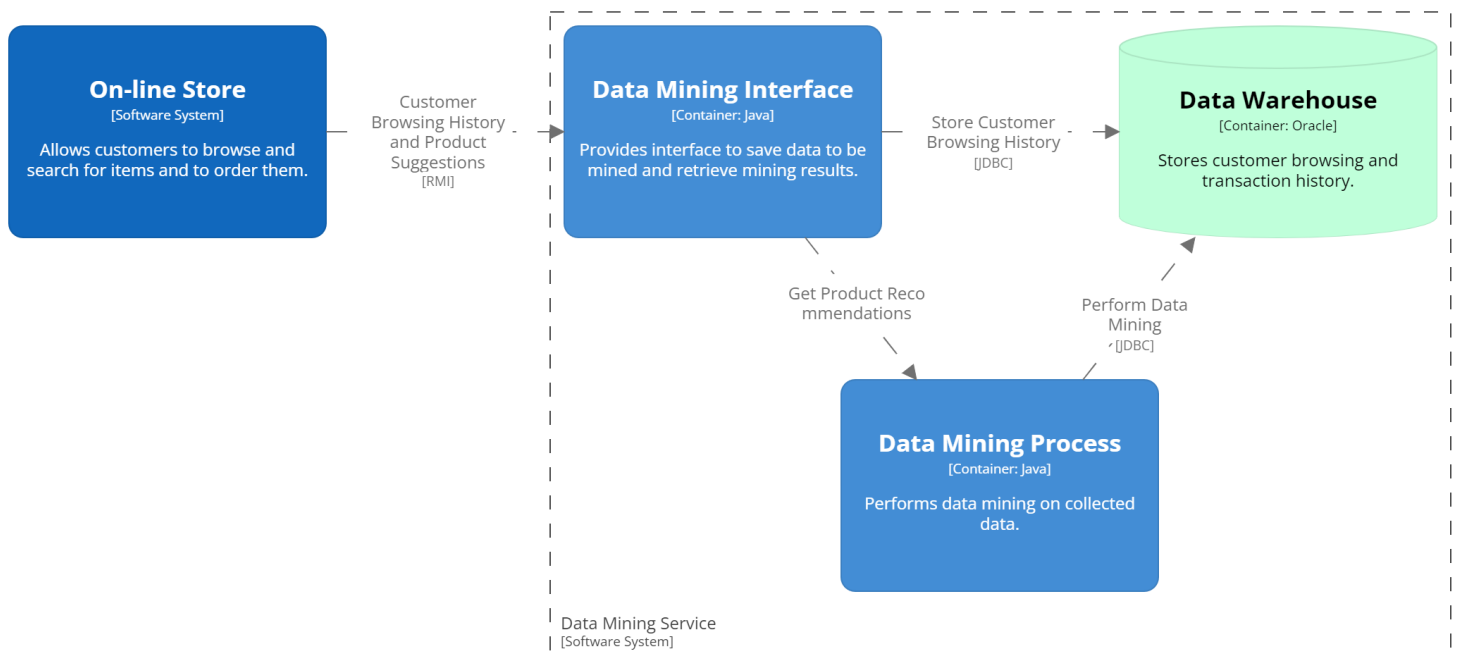 On-line Store
[Software System]
Allows customers to browse and
search for items and to order them.
Customer
Browsing History
and Product
Suggestions
[RMI]
Data Mining Interface
[Container: Java]
Provides interface to save data to be
mined and retrieve mining results.
Store Customer
Browsing History
[JDBC]
Data Warehouse
[Container: Oracle]
Stores customer browsing and
transaction history.
Get Product Reco
mmendations
Perform Data
Mining
[JDBC]
Data Mining Process
[Container: Java]
Performs data mining on collected
data.
Data Mining Service
[Software System]